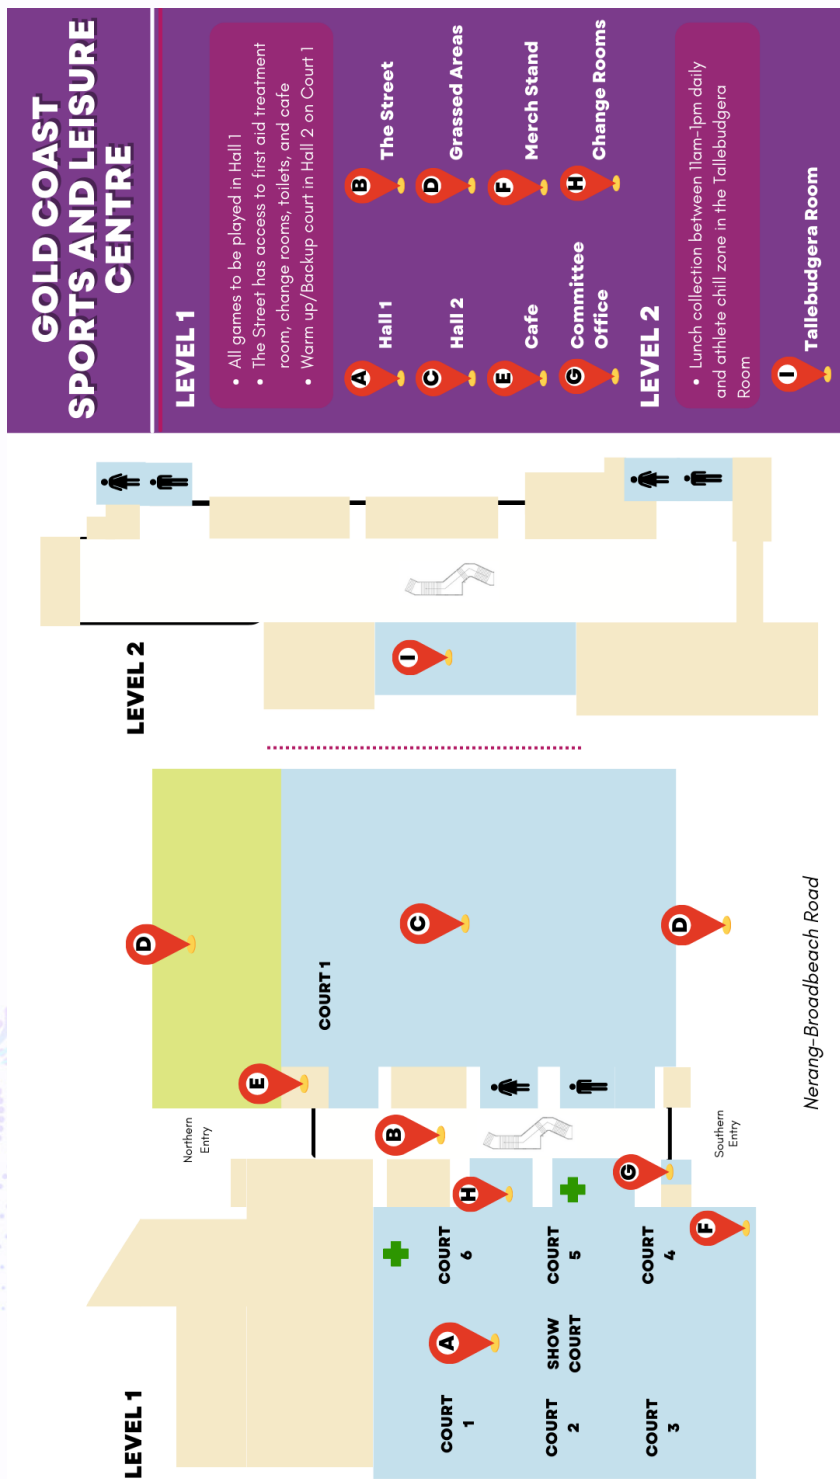 GOLD COAST
SPORTS AND LEISURE
CENTRE
LEVEL 1
• All games to be played in Hall 1
• The Street has access to first aid treatment
room, change rooms, toilets, and cafe
• Warm up/Backup court in Hall 2 on Court 1
A Hall 1
B The Street
C Hall 2
D Grassed Areas
E Cafe
F Merch Stand
G Committee
Office
H Change Rooms
LEVEL 2
• Lunch collection between 11am-1pm daily
and athlete chill zone in the Tallebudgera
Room
I Tallebudgera Room
LEVEL 1
Northern
Entry
D
E
COURT 1
C
B
H
A
COURT
6
COURT
1
SHOW
COURT
COURT
5
COURT
2
G
COURT
4
COURT
3
F
D
Southern
Entry
Nerang-Broadbeach Road
LEVEL 2
I